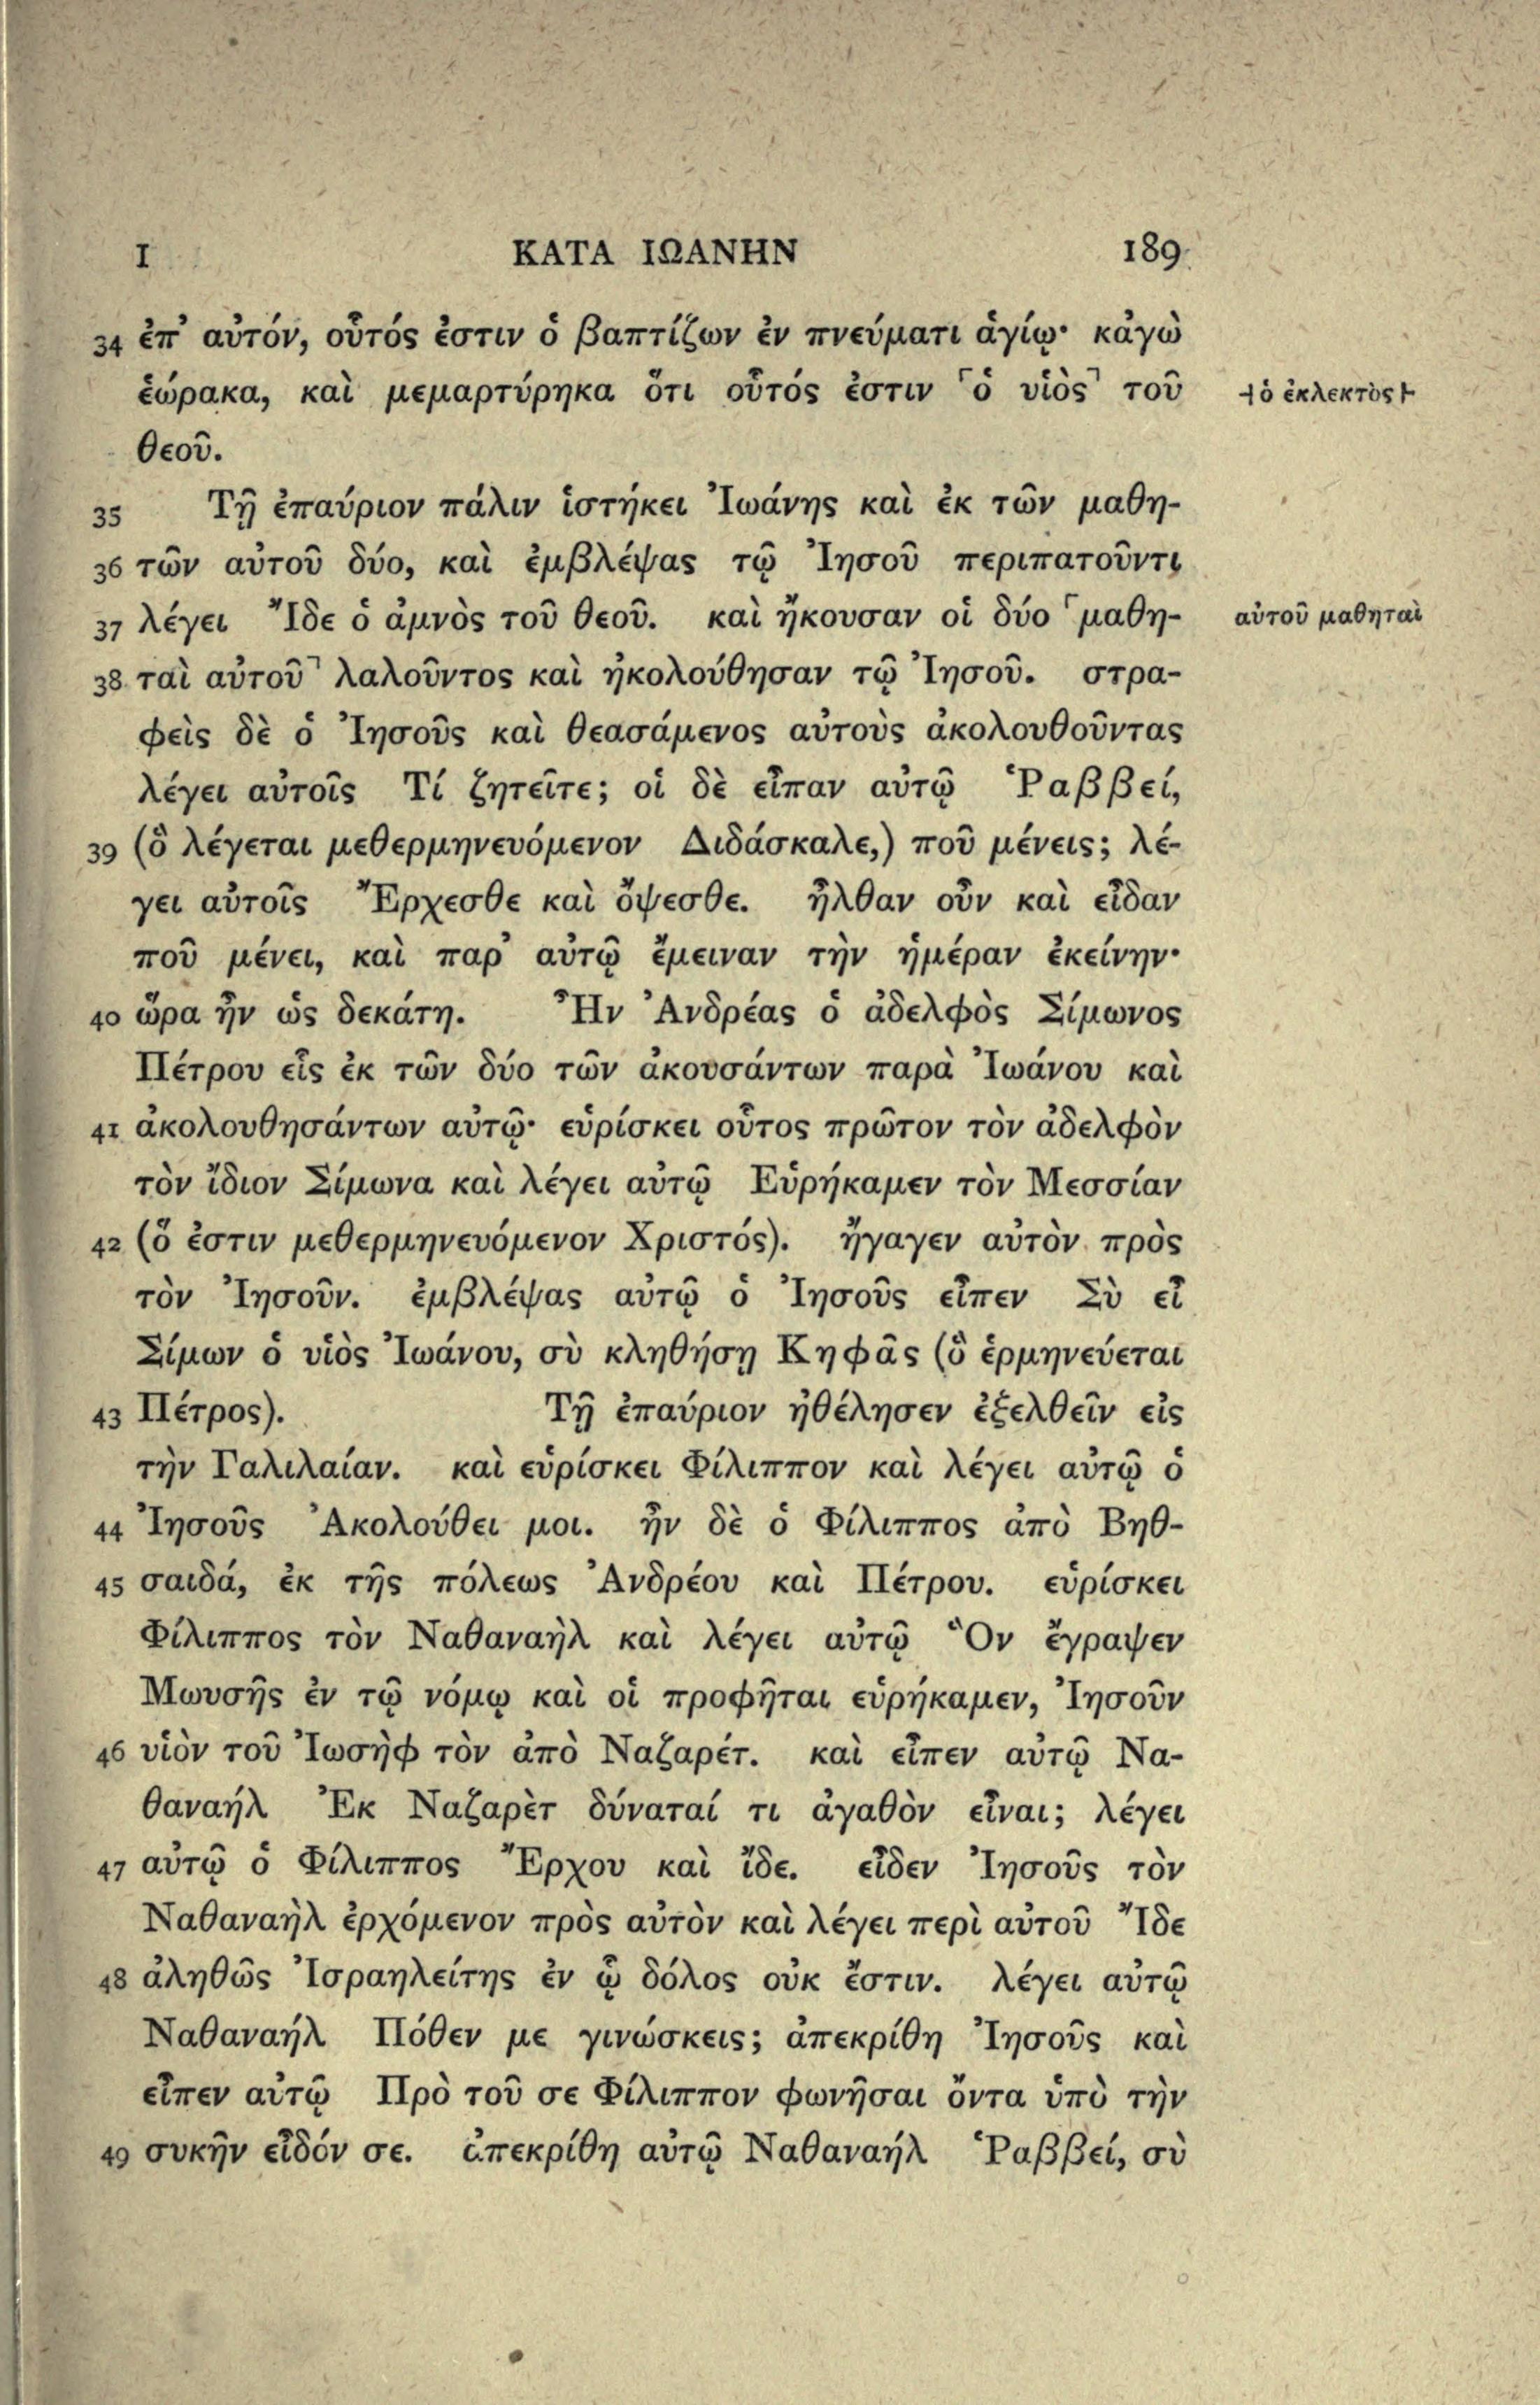 I ΚΑΤΑ ΙΩΑΝΗΝ 189
34 ἐπ' αὐτόν, οὗτός ἐστιν ὁ βαπτίζων ἐν πνεύματι ἁγίῳ· κἀγὼ
ἑώρακα, καὶ μεμαρτύρηκα ὅτι οὗτός ἐστιν ⌜ὁ υἱὸς⌝ τοῦ ⊣ὁ ἐκλεκτὸς⊢
θεοῦ.
35 Τῇ ἐπαύριον πάλιν ἱστήκει Ἰωάνης καὶ ἐκ τῶν μαθη-
36 τῶν αὐτοῦ δύο, καὶ ἐμβλέψας τῷ Ἰησοῦ περιπατοῦντι
37 λέγει Ἴδε ὁ ἀμνὸς τοῦ θεοῦ. καὶ ἤκουσαν οἱ δύο ⌜μαθη- αὐτοῦ μαθηταὶ
38 ταὶ αὐτοῦ⌝ λαλοῦντος καὶ ἠκολούθησαν τῷ Ἰησοῦ. στρα-
φεὶς δὲ ὁ Ἰησοῦς καὶ θεασάμενος αὐτοὺς ἀκολουθοῦντας
λέγει αὐτοῖς Τί ζητεῖτε; οἱ δὲ εἶπαν αὐτῷ Ῥαββεί,
39 (ὃ λέγεται μεθερμηνευόμενον Διδάσκαλε,) ποῦ μένεις; λέ-
γει αὐτοῖς Ἔρχεσθε καὶ ὄψεσθε. ἦλθαν οὖν καὶ εἶδαν
ποῦ μένει, καὶ παρ' αὐτῷ ἔμειναν τὴν ἡμέραν ἐκείνην·
40 ὥρα ἦν ὡς δεκάτη. Ἦν Ἀνδρέας ὁ ἀδελφὸς Σίμωνος
Πέτρου εἷς ἐκ τῶν δύο τῶν ἀκουσάντων παρὰ Ἰωάνου καὶ
41 ἀκολουθησάντων αὐτῷ· εὑρίσκει οὗτος πρῶτον τὸν ἀδελφὸν
τὸν ἴδιον Σίμωνα καὶ λέγει αὐτῷ Εὑρήκαμεν τὸν Μεσσίαν
42 (ὅ ἐστιν μεθερμηνευόμενον Χριστός). ἤγαγεν αὐτὸν πρὸς
τὸν Ἰησοῦν. ἐμβλέψας αὐτῷ ὁ Ἰησοῦς εἶπεν Σὺ εἶ
Σίμων ὁ υἱὸς Ἰωάνου, σὺ κληθήσῃ Κηφᾶς (ὃ ἑρμηνεύεται
43 Πέτρος). Τῇ ἐπαύριον ἠθέλησεν ἐξελθεῖν εἰς
τὴν Γαλιλαίαν. καὶ εὑρίσκει Φίλιππον καὶ λέγει αὐτῷ ὁ
44 Ἰησοῦς Ἀκολούθει μοι. ἦν δὲ ὁ Φίλιππος ἀπὸ Βηθ-
45 σαιδά, ἐκ τῆς πόλεως Ἀνδρέου καὶ Πέτρου. εὑρίσκει
Φίλιππος τὸν Ναθαναὴλ καὶ λέγει αὐτῷ Ὃν ἔγραψεν
Μωυσῆς ἐν τῷ νόμῳ καὶ οἱ προφῆται εὑρήκαμεν, Ἰησοῦν
46 υἱὸν τοῦ Ἰωσὴφ τὸν ἀπὸ Ναζαρέτ. καὶ εἶπεν αὐτῷ Να-
θαναήλ Ἐκ Ναζαρὲτ δύναταί τι ἀγαθὸν εἶναι; λέγει
47 αὐτῷ ὁ Φίλιππος Ἔρχου καὶ ἴδε. εἶδεν Ἰησοῦς τὸν
Ναθαναὴλ ἐρχόμενον πρὸς αὐτὸν καὶ λέγει περὶ αὐτοῦ Ἴδε
48 ἀληθῶς Ἰσραηλείτης ἐν ᾧ δόλος οὐκ ἔστιν. λέγει αὐτῷ
Ναθαναήλ Πόθεν με γινώσκεις; ἀπεκρίθη Ἰησοῦς καὶ
εἶπεν αὐτῷ Πρὸ τοῦ σε Φίλιππον φωνῆσαι ὄντα ὑπὸ τὴν
49 συκῆν εἶδόν σε. ἀπεκρίθη αὐτῷ Ναθαναήλ Ῥαββεί, σὺ